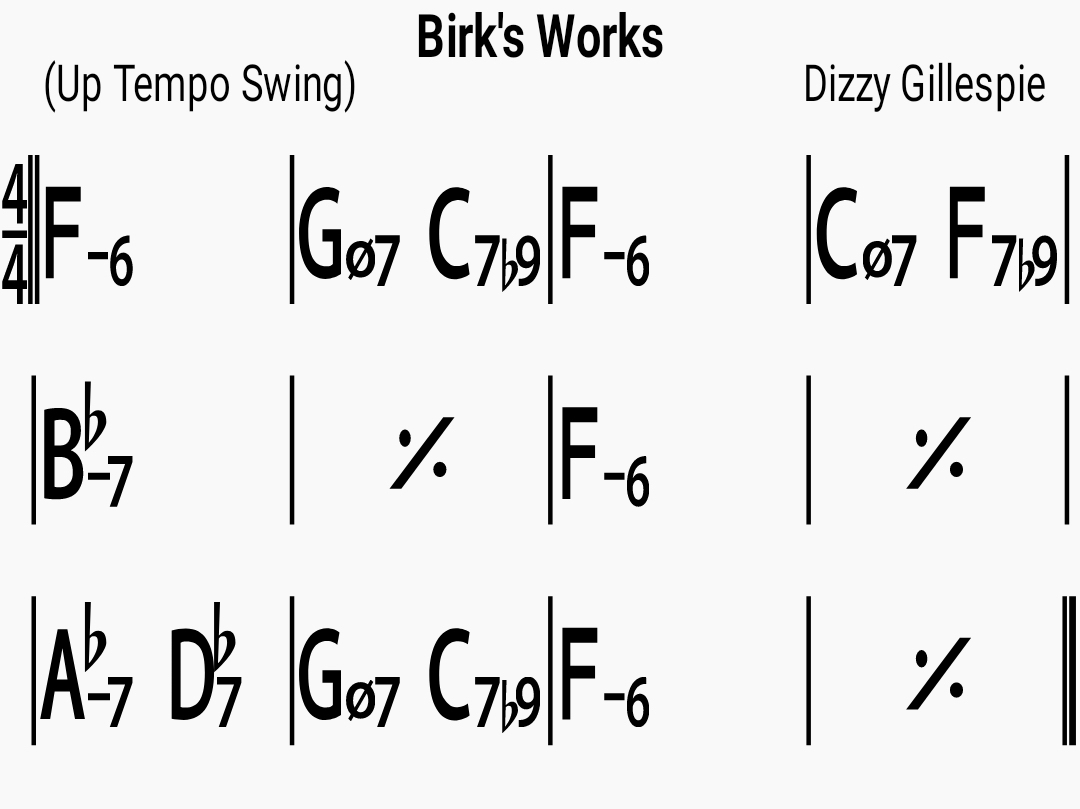 Birk's Works
(Up Tempo Swing) Dizzy Gillespie
4/4 F–6 | Gø7 C7♭9 | F–6 | Cø7 F7♭9 |
| B♭–7 | 𝄎 | F–6 | 𝄎 |
| A♭–7 D♭7 | Gø7 C7♭9 | F–6 | 𝄎 |